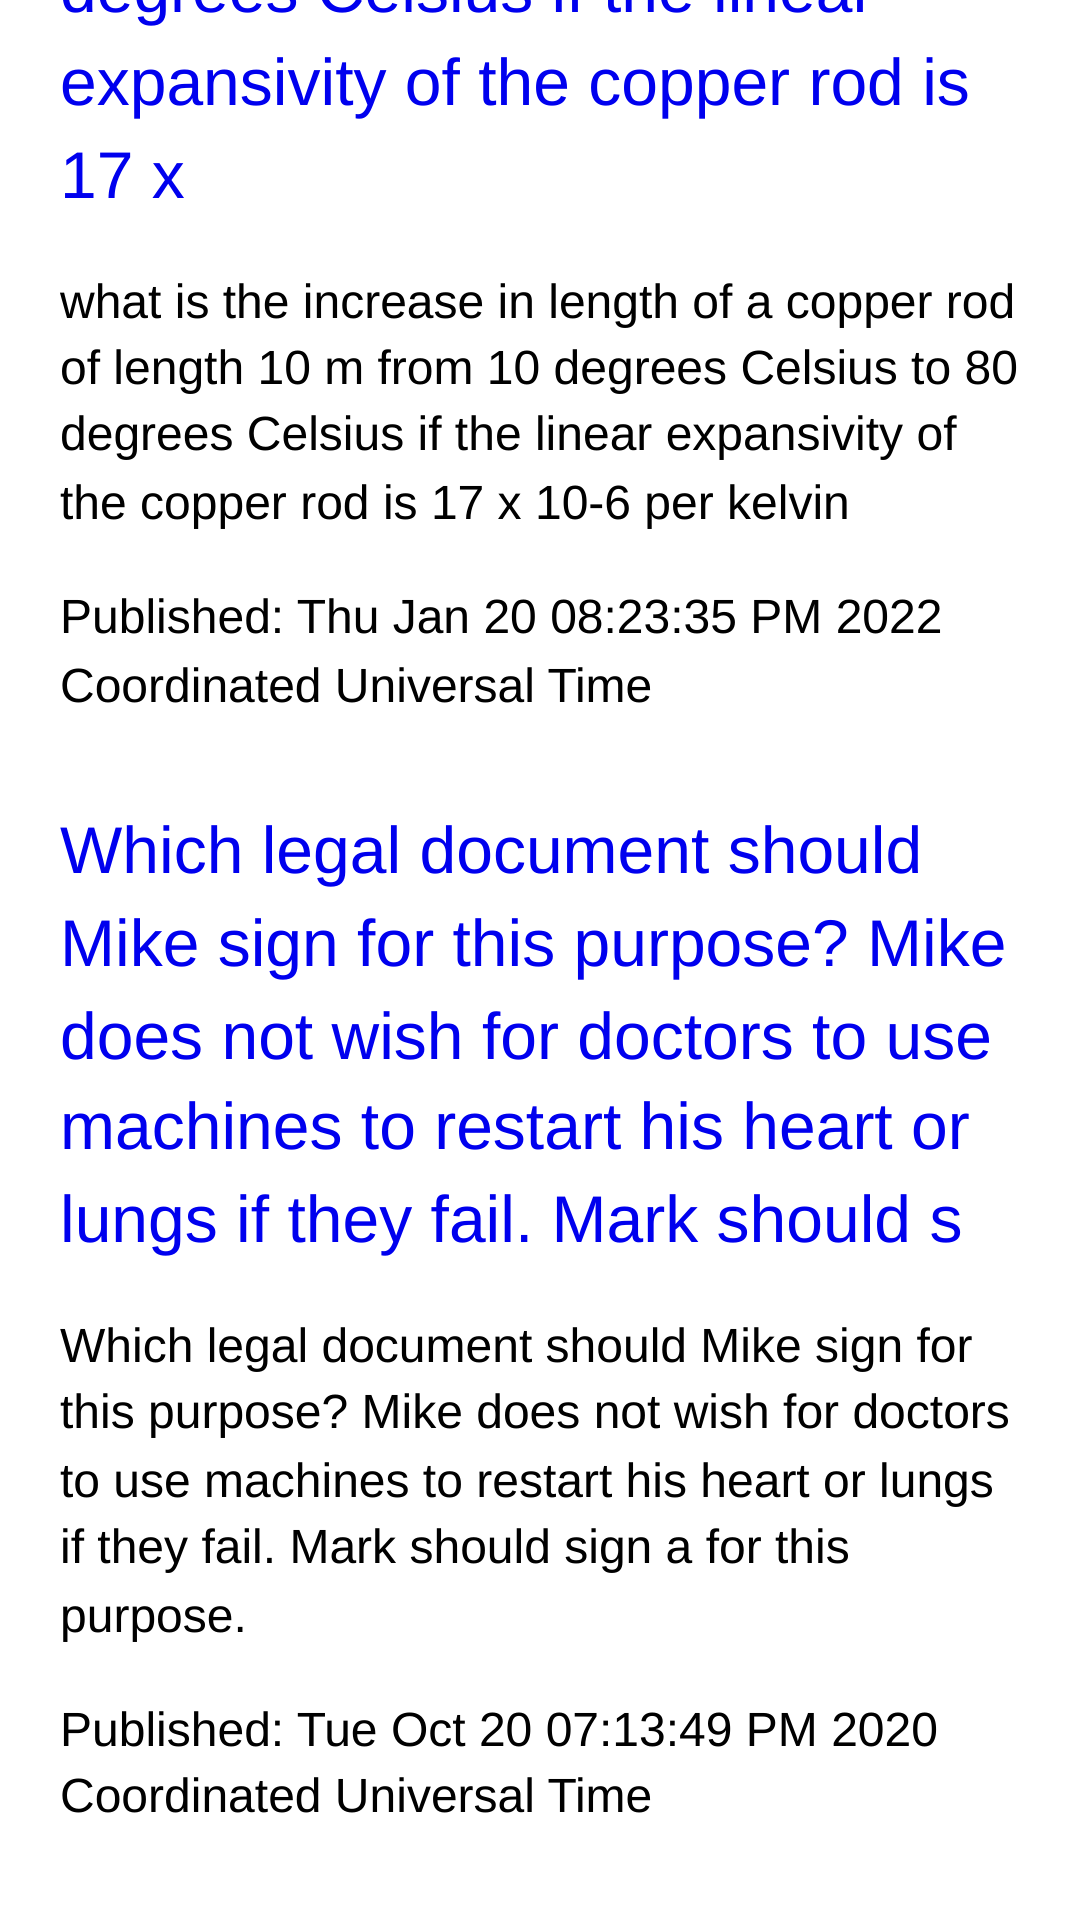 degrees Celsius if the linear
expansivity of the copper rod is
17 x
what is the increase in length of a copper rod
of length 10 m from 10 degrees Celsius to 80
degrees Celsius if the linear expansivity of
the copper rod is 17 x 10-6 per kelvin
Published: Thu Jan 20 08:23:35 PM 2022
Coordinated Universal Time
Which legal document should
Mike sign for this purpose? Mike
does not wish for doctors to use
machines to restart his heart or
lungs if they fail. Mark should s
Which legal document should Mike sign for
this purpose? Mike does not wish for doctors
to use machines to restart his heart or lungs
if they fail. Mark should sign a for this
purpose.
Published: Tue Oct 20 07:13:49 PM 2020
Coordinated Universal Time